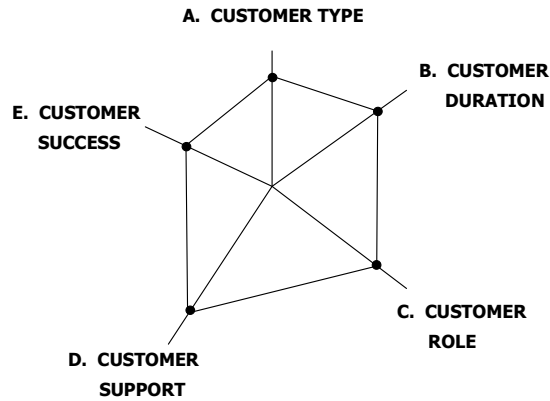 A. CUSTOMER TYPE
B. CUSTOMER
DURATION
E. CUSTOMER
SUCCESS
C. CUSTOMER
ROLE
D. CUSTOMER
SUPPORT